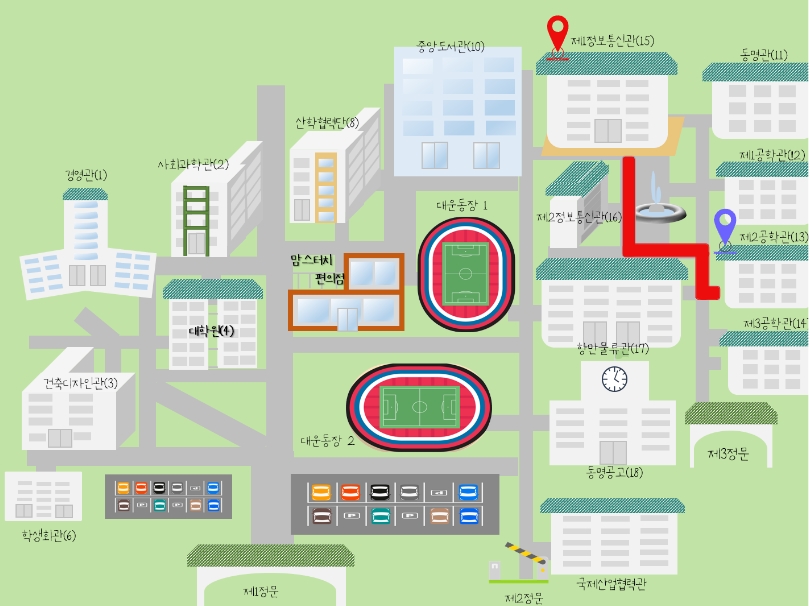 중앙도서관(10)
제1정보통신관(15)
동명관(11)
산학협력단(8)
사회과학관(2)
제1공학관(12)
경영관(1)
대운동장 1
제2정보통신관(16)
제2공학관(13)
맘스터치
편의점
대학원(4)
제3공학관(14)
항만물류관(17)
건축디자인관(3)
대운동장 2
제3정문
동명공고(18)
학생회관(6)
국제산업협력관
제1정문
제2정문